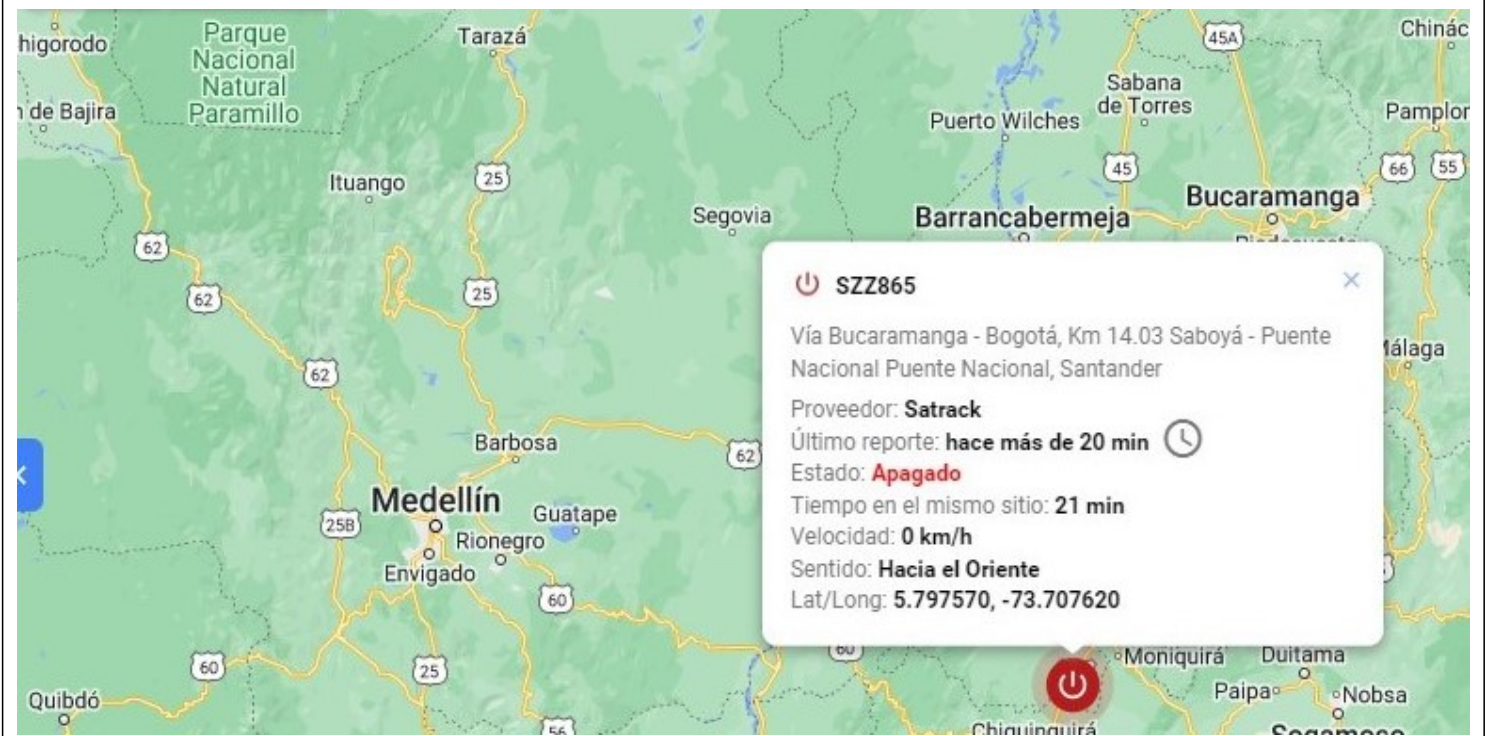 higorodo
Parque
Nacional
Natural
Paramillo
Tarazá
45A
Chinác
n de Bajira
Sabana
de Torres
Puerto Wilches
Pamplon
Ituango
25
45
66
55
Bucaramanga
Segovia
Barrancabermeja
62
62
25
SZZ865
Vía Bucaramanga - Bogotá, Km 14.03 Saboyá - Puente
Nacional Puente Nacional, Santander
Proveedor: Satrack
Último reporte: hace más de 20 min
Estado: Apagado
Tiempo en el mismo sitio: 21 min
Velocidad: 0 km/h
Sentido: Hacia el Oriente
Lat/Long: 5.797570, -73.707620
Málaga
62
Barbosa
62
Medellín
25B
Guatape
Rionegro
Envigado
60
60
25
60
Moniquirá
Duitama
Paipa
Nobsa
Quibdó
56
Chiquinquirá
Sogamoso